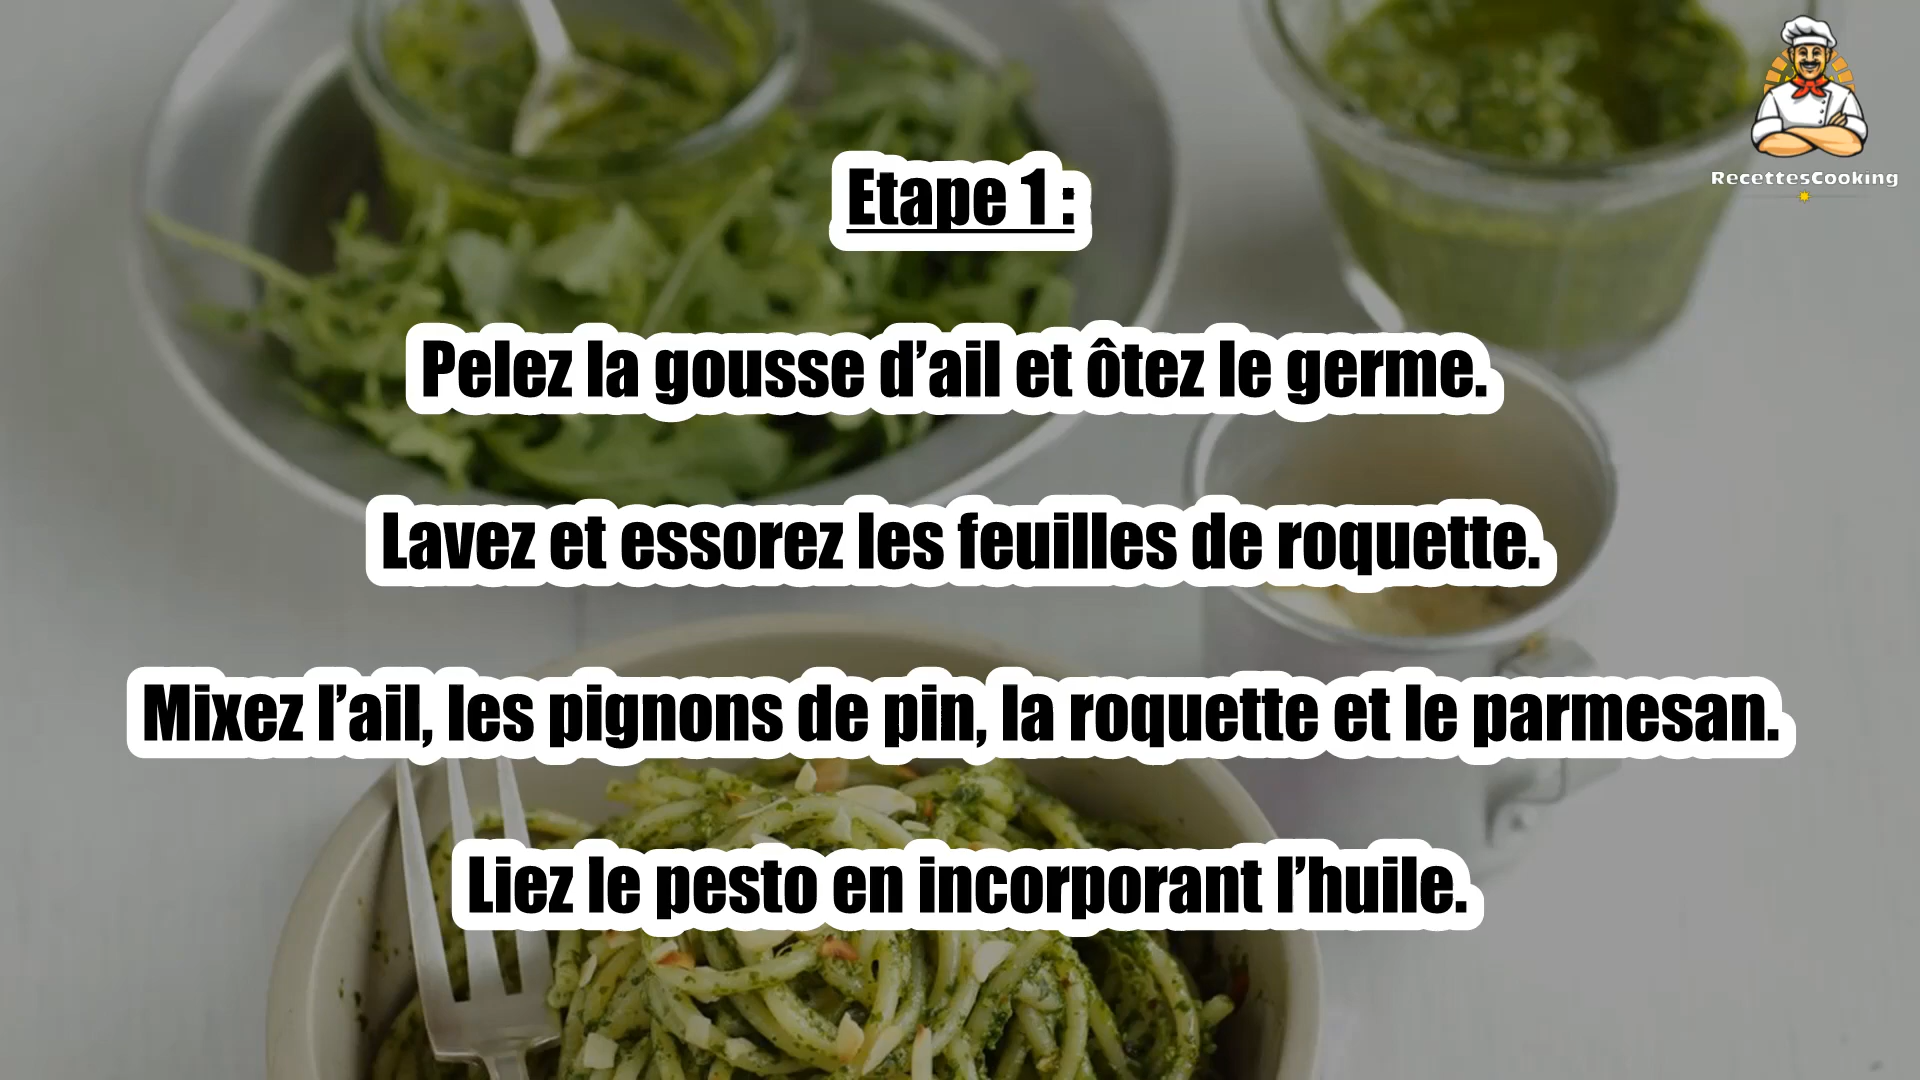 RecettesCooking
Etape 1 :
Pelez la gousse d’ail et ôtez le germe.
Lavez et essorez les feuilles de roquette.
Mixez l’ail, les pignons de pin, la roquette et le parmesan.
Liez le pesto en incorporant l’huile.